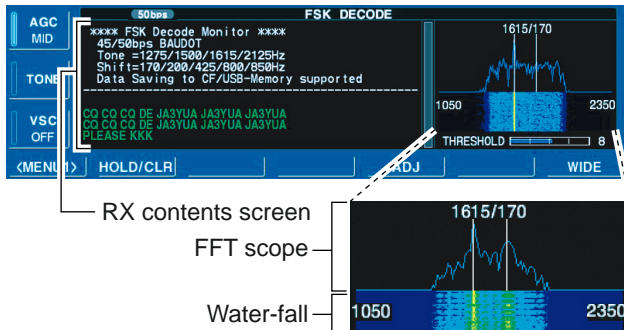 AGC
MID
50bps
FSK DECODE
**** FSK Decode Monitor ****
45/50bps BAUDOT
Tone =1275/1500/1615/2125Hz
Shift=170/200/425/800/850Hz
Data Saving to CF/USB-Memory supported
--------------------------------------------------
1615/170
TONE
1050
2350
VSC
OFF
CQ CQ CQ DE JA3YUA JA3YUA JA3YUA
CQ CQ CQ DE JA3YUA JA3YUA JA3YUA
PLEASE KKK
THRESHOLD
8
<MENU1>
HOLD/CLR
ADJ
WIDE
RX contents screen
FFT scope
1615/170
Water-fall
1050
2350